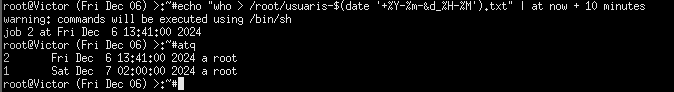 root@Victor (Fri Dec 06) >:~#echo "who > /root/usuaris-$(date '+%Y-%m-&d_%H-%M').txt" | at now + 10 minutes
warning: commands will be executed using /bin/sh
job 2 at Fri Dec  6 13:41:00 2024
root@Victor (Fri Dec 06) >:~#atq
2       Fri Dec  6 13:41:00 2024 a root
1       Sat Dec  7 02:00:00 2024 a root
root@Victor (Fri Dec 06) >:~#